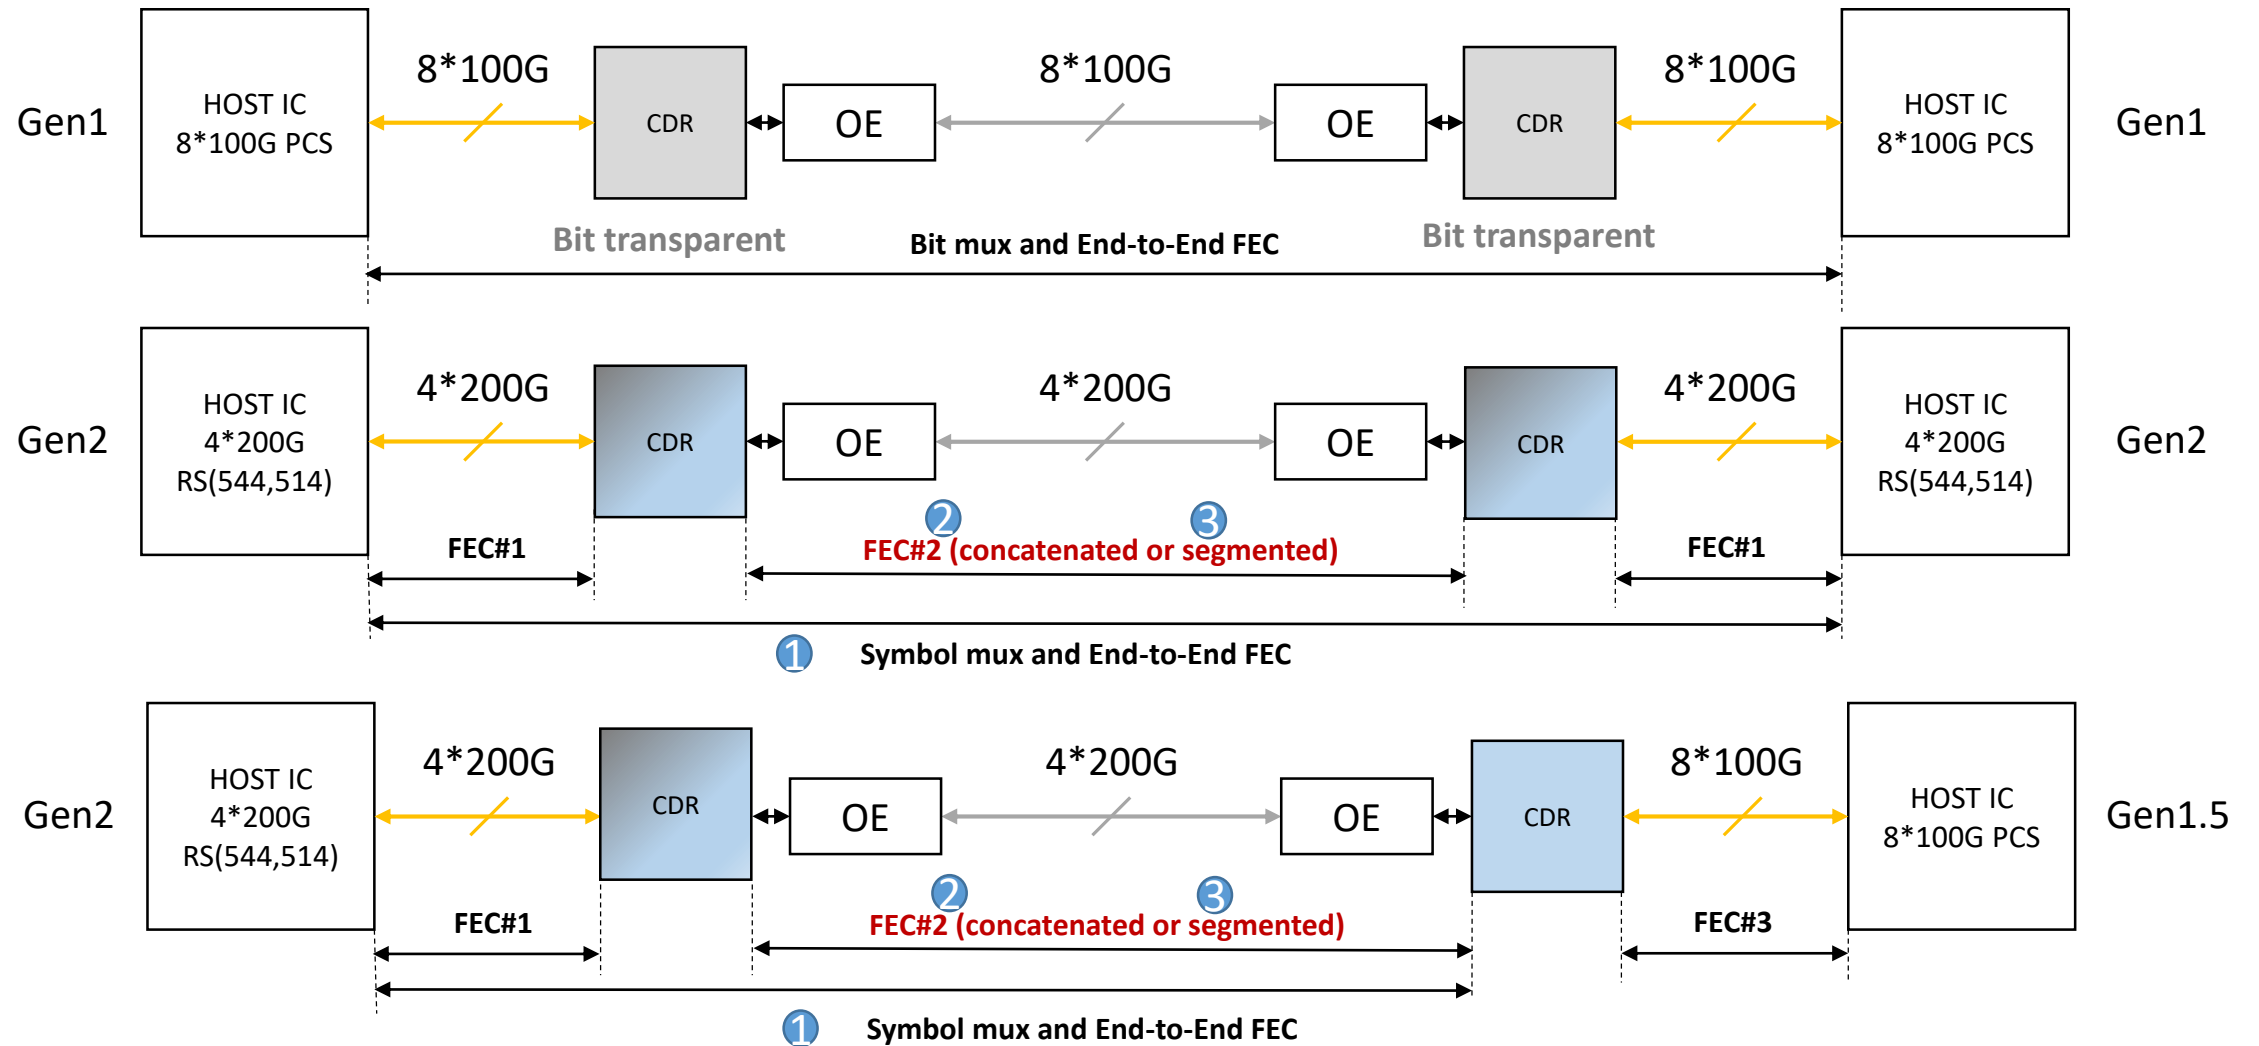 Gen1
HOST IC
8*100G PCS
8*100G
CDR
OE
8*100G
OE
CDR
8*100G
HOST IC
8*100G PCS
Gen1
Bit transparent
Bit mux and End-to-End FEC
Bit transparent
Gen2
HOST IC
4*200G
RS(544,514)
4*200G
CDR
OE
4*200G
OE
CDR
4*200G
HOST IC
4*200G
RS(544,514)
Gen2
2
3
FEC#1
FEC#2 (concatenated or segmented)
FEC#1
1
Symbol mux and End-to-End FEC
Gen2
HOST IC
4*200G
RS(544,514)
4*200G
CDR
OE
4*200G
OE
CDR
8*100G
HOST IC
8*100G PCS
Gen1.5
2
3
FEC#1
FEC#2 (concatenated or segmented)
FEC#3
1
Symbol mux and End-to-End FEC